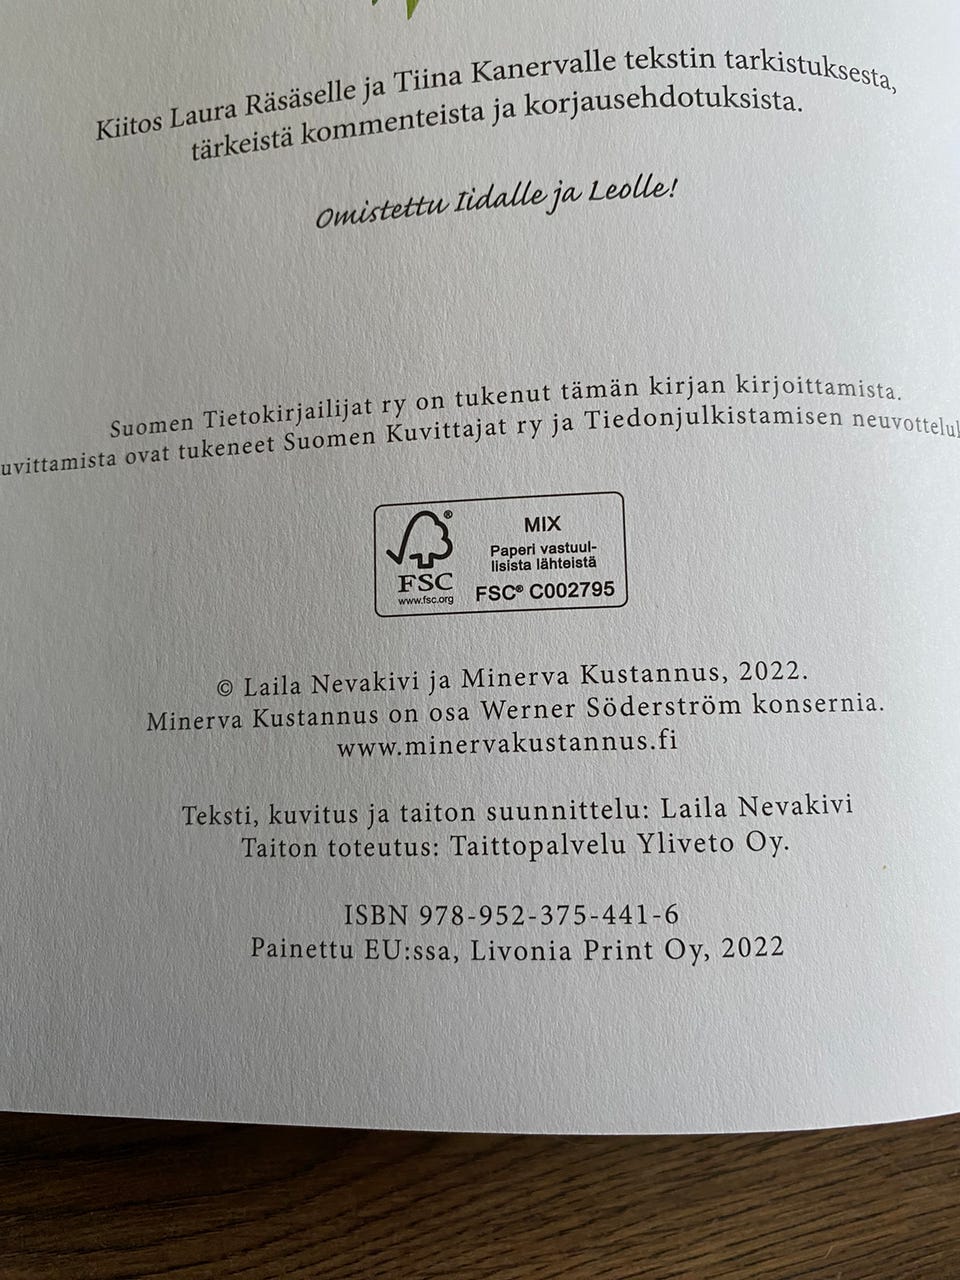 Kiitos Laura Räsäselle ja Tiina Kanervalle tekstin tarkistuksesta,
tärkeistä kommenteista ja korjausehdotuksista.
Omistettu Iidalle ja Leolle!
Suomen Tietokirjailijat ry on tukenut tämän kirjan kirjoittamista.
uvittamista ovat tukeneet Suomen Kuvittajat ry ja Tiedonjulkistamisen
FSC®
www.fsc.org
MIX
Paperi vastuul-
lisista lähteistä
FSC® C002795
© Laila Nevakivi ja Minerva Kustannus, 2022.
Minerva Kustannus on osa Werner Söderström konsernia.
www.minervakustannus.fi
Teksti, kuvitus ja taiton suunnittelu: Laila Nevakivi
Taiton toteutus: Taittopalvelu Yliveto Oy.
ISBN 978-952-375-441-6
Painettu EU:ssa, Livonia Print Oy, 2022